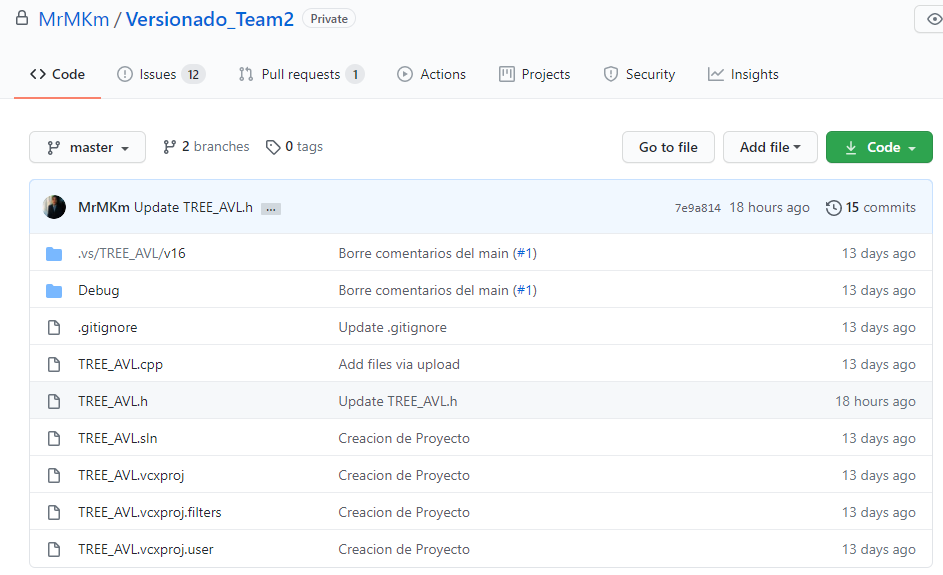 MrMKm / Versionado_Team2 Private
Code Issues 12 Pull requests 1 Actions Projects Security Insights
master 2 branches 0 tags Go to file Add file Code
MrMKm Update TREE_AVL.h ... 7e9a814 18 hours ago 15 commits
.vs/TREE_AVL/v16 Borre comentarios del main (#1) 13 days ago
Debug Borre comentarios del main (#1) 13 days ago
.gitignore Update .gitignore 13 days ago
TREE_AVL.cpp Add files via upload 13 days ago
TREE_AVL.h Update TREE_AVL.h 18 hours ago
TREE_AVL.sln Creacion de Proyecto 13 days ago
TREE_AVL.vcxproj Creacion de Proyecto 13 days ago
TREE_AVL.vcxproj.filters Creacion de Proyecto 13 days ago
TREE_AVL.vcxproj.user Creacion de Proyecto 13 days ago